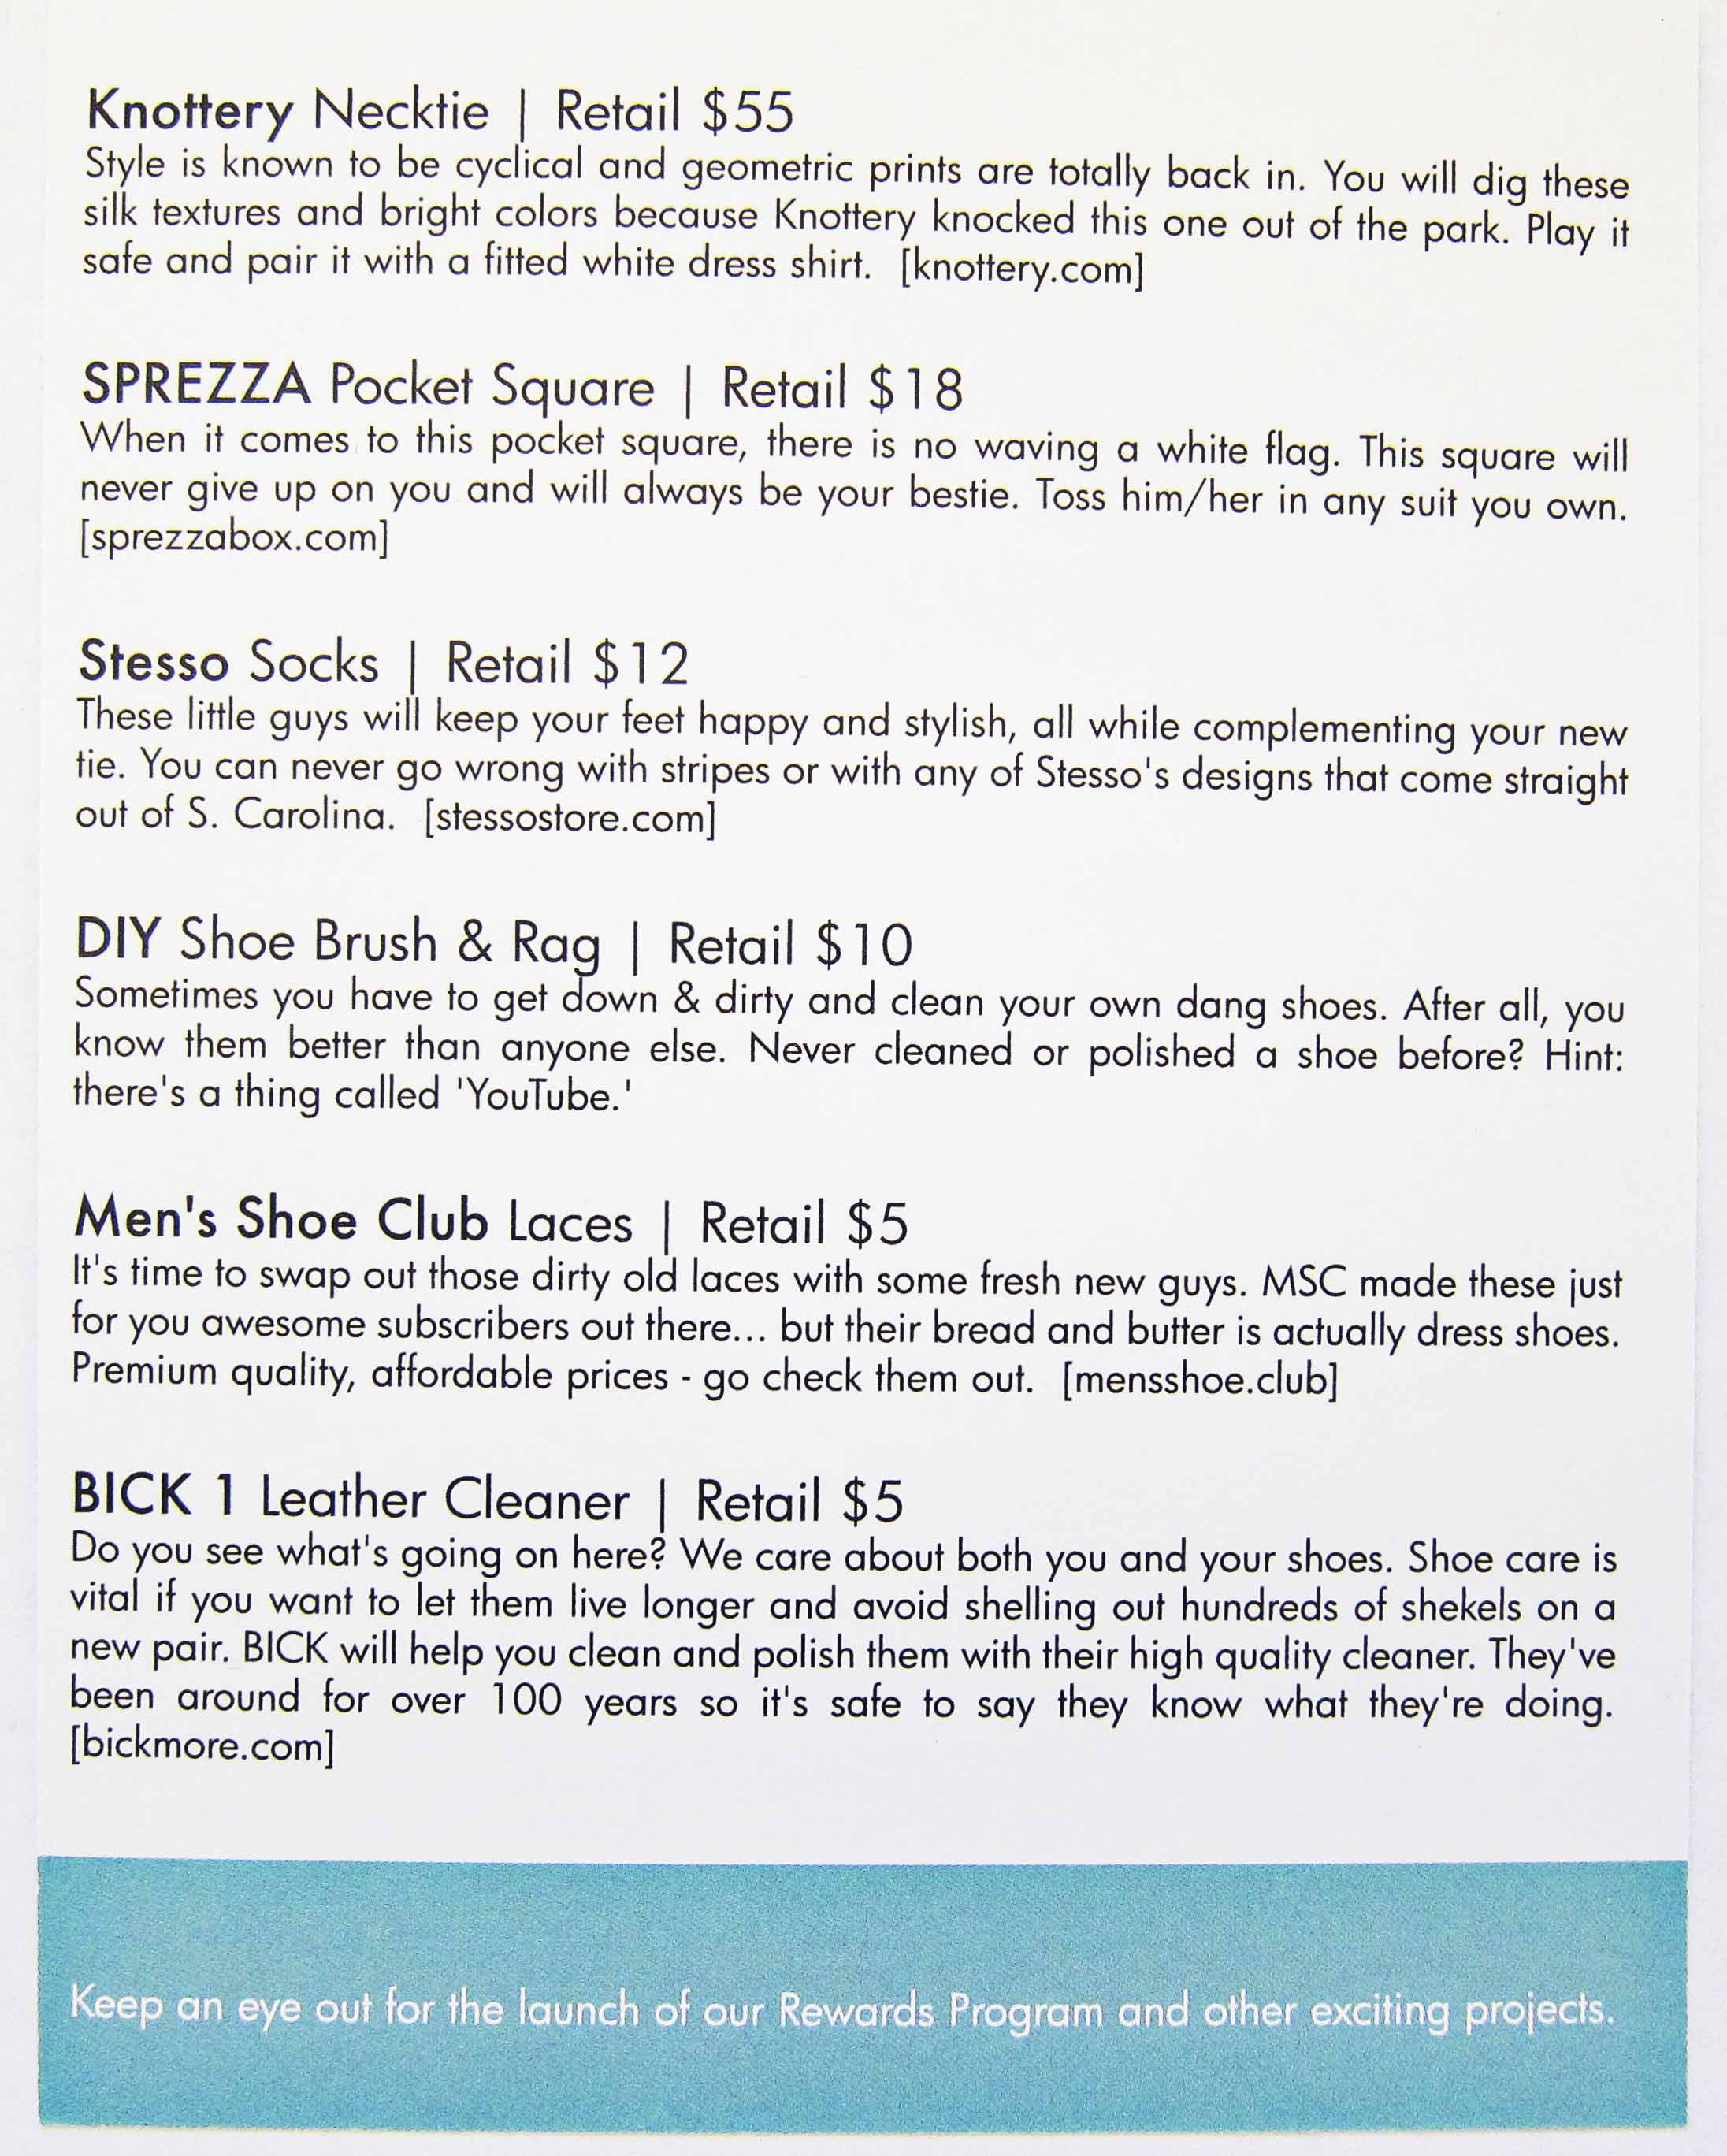 Knottery Necktie | Retail $55
Style is known to be cyclical and geometric prints are totally back in. You will dig these
silk textures and bright colors because Knottery knocked this one out of the park. Play it
safe and pair it with a fitted white dress shirt. [knottery.com]
SPREZZA Pocket Square | Retail $18
When it comes to this pocket square, there is no waving a white flag. This square will
never give up on you and will always be your bestie. Toss him/her in any suit you own.
[sprezzabox.com]
Stesso Socks | Retail $12
These little guys will keep your feet happy and stylish, all while complementing your new
tie. You can never go wrong with stripes or with any of Stesso's designs that come straight
out of S. Carolina. [stessostore.com]
DIY Shoe Brush & Rag | Retail $10
Sometimes you have to get down & dirty and clean your own dang shoes. After all, you
know them better than anyone else. Never cleaned or polished a shoe before? Hint:
there's a thing called 'YouTube.'
Men's Shoe Club Laces | Retail $5
It's time to swap out those dirty old laces with some fresh new guys. MSC made these just
for you awesome subscribers out there... but their bread and butter is actually dress shoes.
Premium quality, affordable prices - go check them out. [mensshoe.club]
BICK 1 Leather Cleaner | Retail $5
Do you see what's going on here? We care about both you and your shoes. Shoe care is
vital if you want to let them live longer and avoid shelling out hundreds of shekels on a
new pair. BICK will help you clean and polish them with their high quality cleaner. They've
been around for over 100 years so it's safe to say they know what they're doing.
[bickmore.com]
Keep an eye out for the launch of our Rewards Program and other exciting projects.